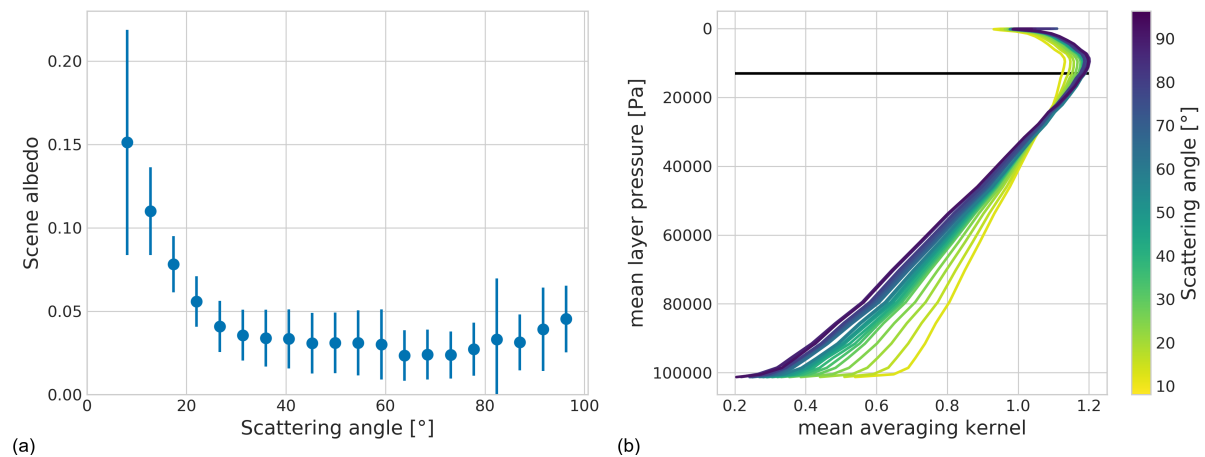 0.20
0.15
0.10
0.05
0.00
Scene albedo
0 20 40 60 80 100
Scattering angle [°]
(a)
0
20000
40000
60000
80000
100000
mean layer pressure [Pa]
0.2 0.4 0.6 0.8 1.0 1.2
mean averaging kernel
(b)
90
80
70
60
50
40
30
20
10
Scattering angle [°]